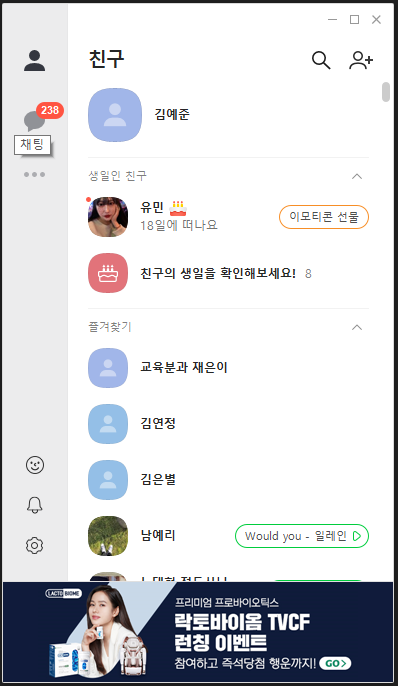 친구
238
채팅
김예준
생일인 친구
유민
18일에 떠나요
이모티콘 선물
친구의 생일을 확인해보세요! 8
즐겨찾기
교육분과 재은이
김연정
김은별
남예리
Would you - 일레인
LACTO BIOME
프리미엄 프로바이오틱스
락토바이옴 TVCF
런칭 이벤트
참여하고 즉석당첨 행운까지! GO >